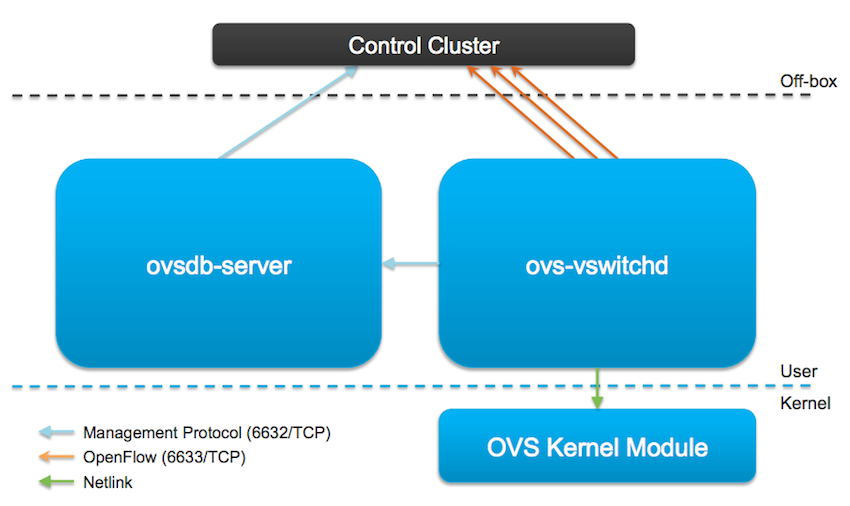 Control Cluster
Off-box
ovsdb-server
ovs-vswitchd
User
Kernel
Management Protocol (6632/TCP)
OpenFlow (6633/TCP)
Netlink
OVS Kernel Module